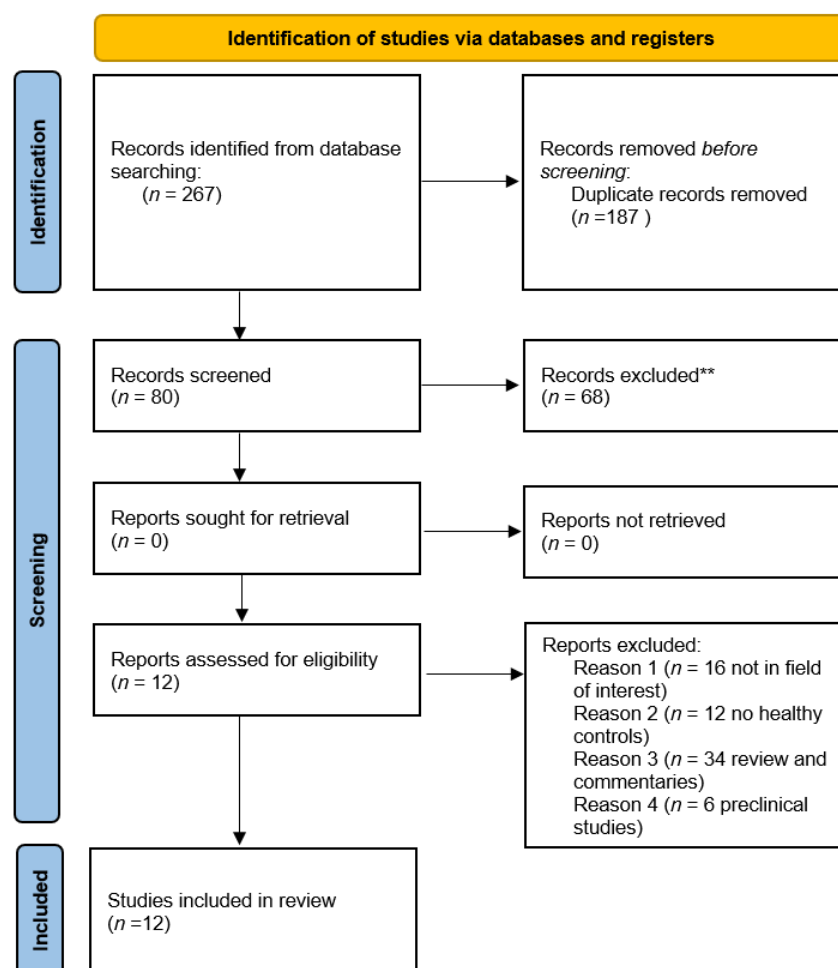 Identification of studies via databases and registers
Identification
Records identified from database
searching:
(n = 267)
Records removed before
screening:
Duplicate records removed
(n =187 )
Screening
Records screened
(n = 80)
Records excluded**
(n = 68)
Reports sought for retrieval
(n = 0)
Reports not retrieved
(n = 0)
Reports assessed for eligibility
(n = 12)
Reports excluded:
Reason 1 (n = 16 not in field
of interest)
Reason 2 (n = 12 no healthy
controls)
Reason 3 (n = 34 review and
commentaries)
Reason 4 (n = 6 preclinical
studies)
Included
Studies included in review
(n =12)